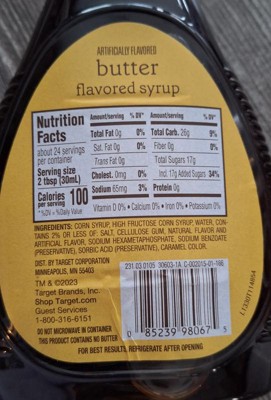 ARTIFICIALLY FLAVORED
butter
flavored syrup
Nutrition Facts
about 24 servings
per container
Serving size
2 tbsp (30mL)
Calories 100
per serving
*%DV = %Daily Value
Amount/serving % DV*
Total Fat 0g 0%
Sat. Fat 0g 0%
Trans Fat 0g
Cholest. 0mg 0%
Sodium 65mg 3%
Amount/serving % DV*
Total Carb. 26g 9%
Fiber 0g 0%
Total Sugars 17g
Incl. 17g Added Sugars 34%
Protein 0g
Vitamin D 0% • Calcium 0% • Iron 0% • Potassium 0%
INGREDIENTS: CORN SYRUP, HIGH FRUCTOSE CORN SYRUP, WATER, CON-
TAINS 2% OR LESS OF: SALT, CELLULOSE GUM, NATURAL FLAVOR AND
ARTIFICIAL FLAVOR, SODIUM HEXAMETAPHOSPHATE, SODIUM BENZOATE
(PRESERVATIVE), SORBIC ACID (PRESERVATIVE), CARAMEL COLOR.
DIST. BY TARGET CORPORATION
MINNEAPOLIS, MN 55403
TM & ©2023
Target Brands, Inc.
Shop Target.com
Guest Services
1-800-316-6151
DO NOT MICROWAVE IN CONTAINER
THIS PRODUCT CONTAINS NO BUTTER
231 03 0105 30603-1A
0 85239 98067 5
FOR BEST RESULTS, REFRIGERATE AFTER OPENING